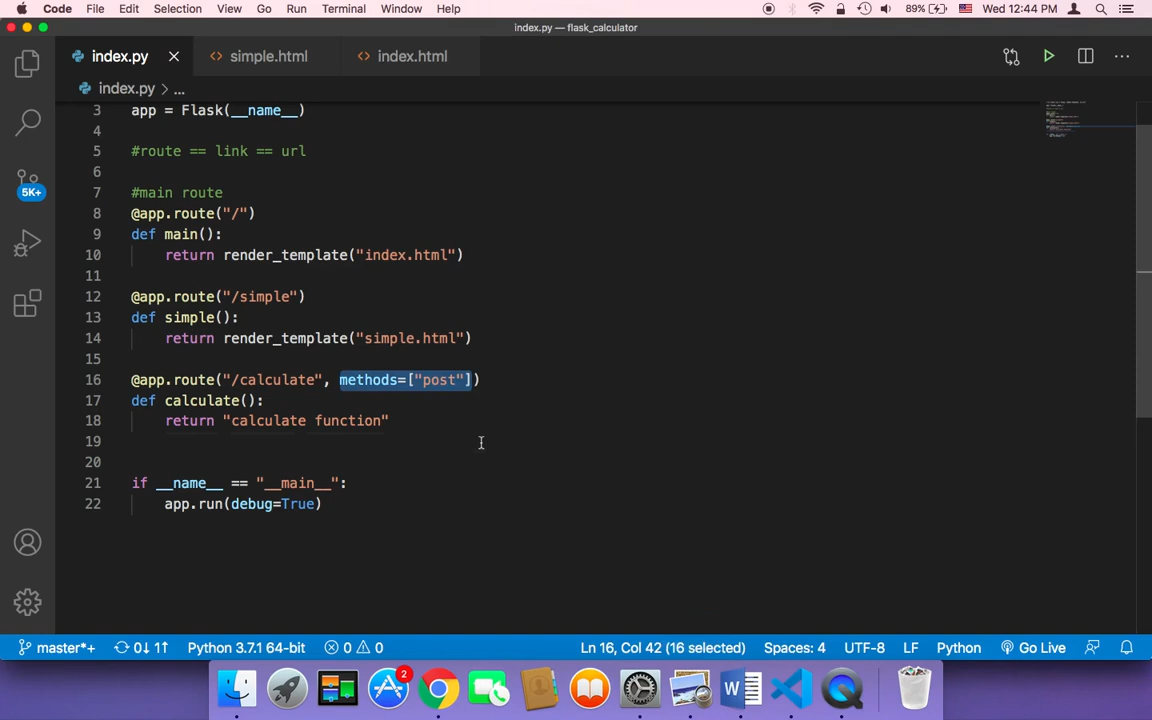 Code File Edit Selection View Go Run Terminal Window Help 89% Wed 12:44 PM
index.py — flask_calculator
index.py simple.html index.html
index.py > ...
3 app = Flask(__name__)
4
5 #route == link == url
6
7 #main route
8 @app.route("/")
9 def main():
10 return render_template("index.html")
11
12 @app.route("/simple")
13 def simple():
14 return render_template("simple.html")
15
16 @app.route("/calculate", methods=["post"])
17 def calculate():
18 return "calculate function"
19
20
21 if __name__ == "__main__":
22 app.run(debug=True)
5K+
master*+ 0↓ 1↑ Python 3.7.1 64-bit 0 0 Ln 16, Col 42 (16 selected) Spaces: 4 UTF-8 LF Python Go Live
2
W